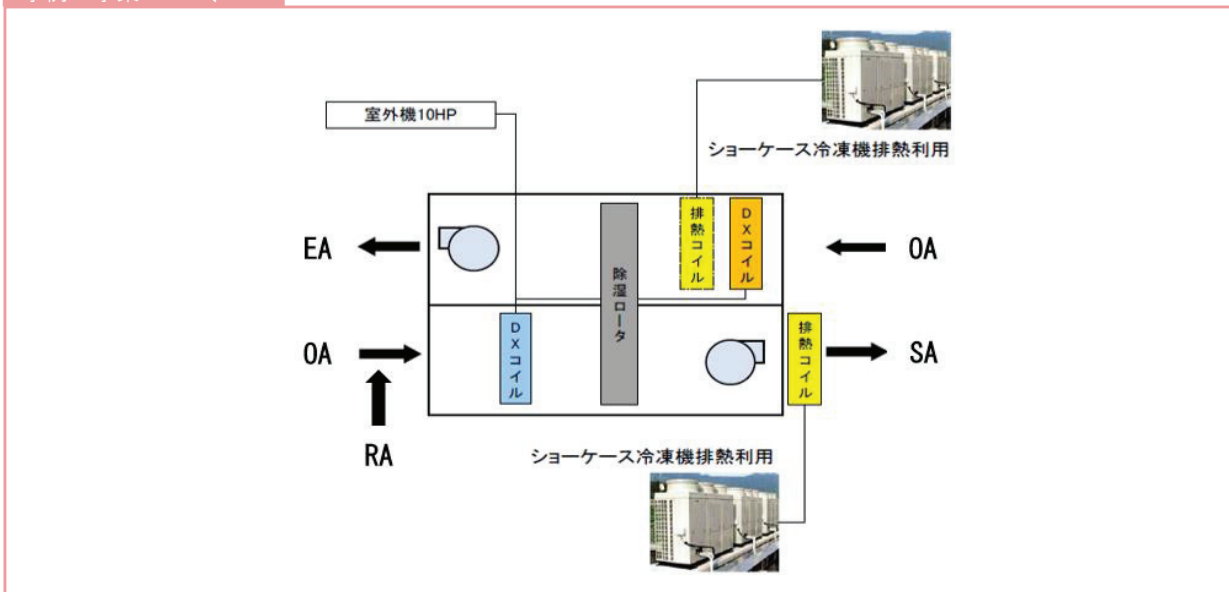 室外機10HP
ショーケース冷凍機排熱利用
排熱コイル
DXコイル
EA
OA
除湿ロータ
OA
DXコイル
排熱コイル
SA
RA
ショーケース冷凍機排熱利用